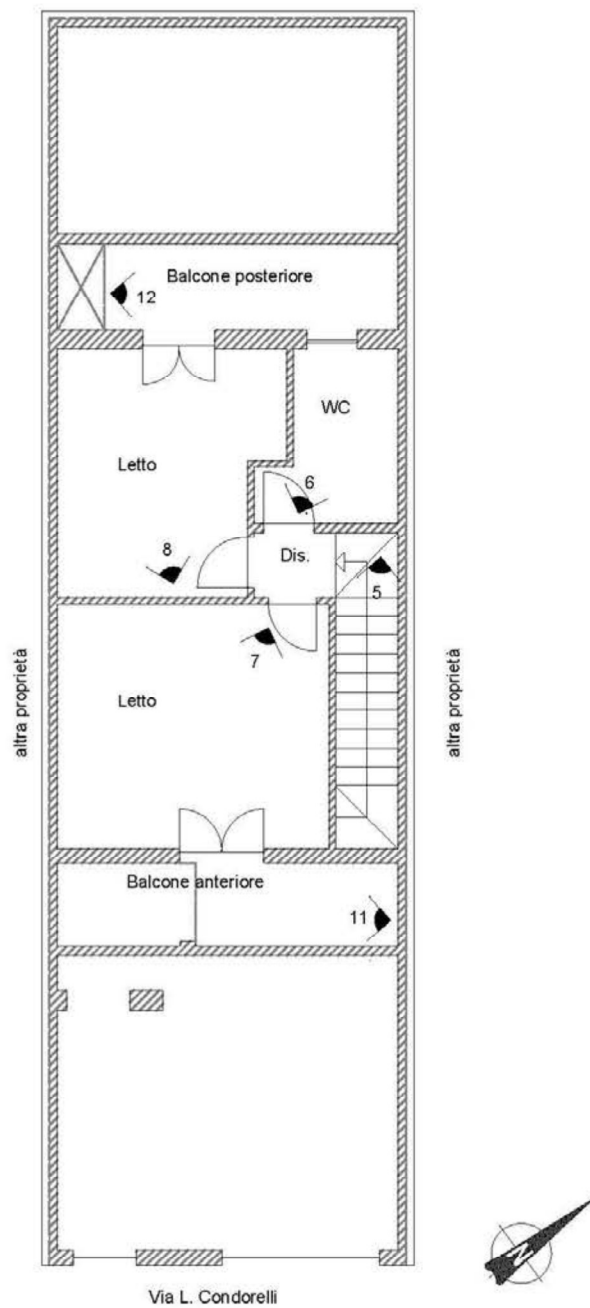 Balcone posteriore
12
WC
Letto
6
8
Dis.
5
7
Letto
altra proprietà
altra proprietà
Balcone anteriore
11
N
Via L. Condorelli